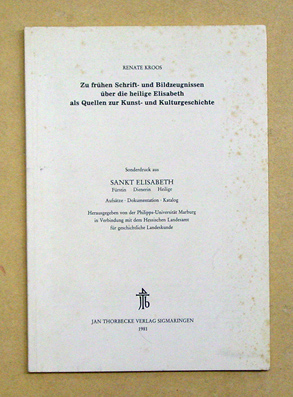 RENATE KROOS
Zu frühen Schrift- und Bildzeugnissen
über die heilige Elisabeth
als Quellen zur Kunst- und Kulturgeschichte
Sonderdruck aus
SANKT ELISABETH
Fürstin Dienerin Heilige
Aufsätze · Dokumentation · Katalog
Herausgegeben von der Philipps-Universität Marburg
in Verbindung mit dem Hessischen Landesamt
für geschichtliche Landeskunde
JAN THORBECKE VERLAG SIGMARINGEN
1981